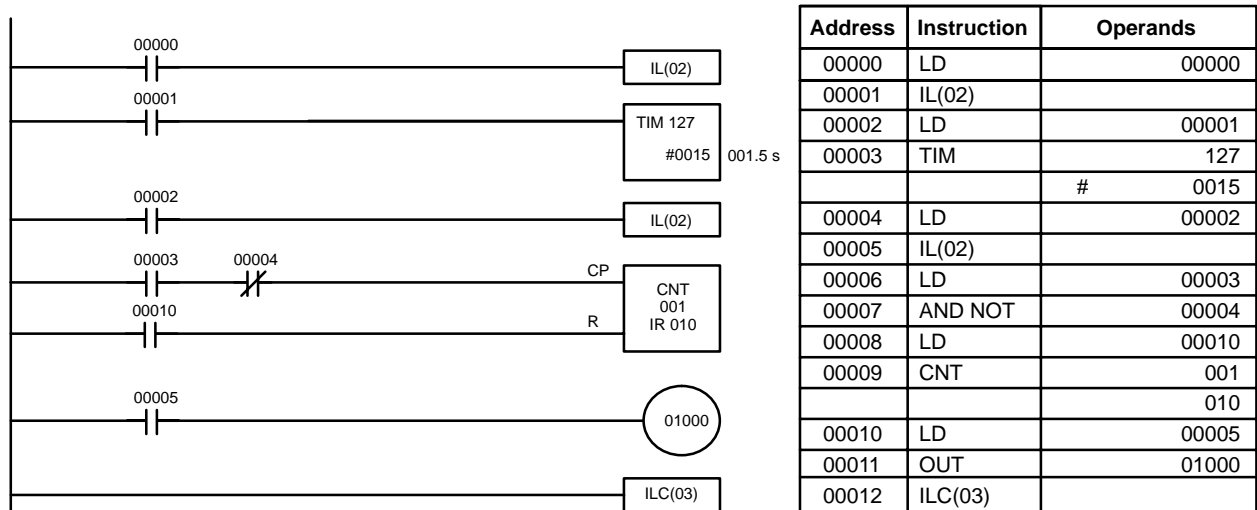 00000
IL(02)
00001
TIM 127
#0015 001.5 s
00002
IL(02)
00003 00004 CP
CNT
001
IR 010
00010 R
00005
01000
ILC(03)
Address Instruction Operands
00000 LD 00000
00001 IL(02)
00002 LD 00001
00003 TIM 127
# 0015
00004 LD 00002
00005 IL(02)
00006 LD 00003
00007 AND NOT 00004
00008 LD 00010
00009 CNT 001
010
00010 LD 00005
00011 OUT 01000
00012 ILC(03)